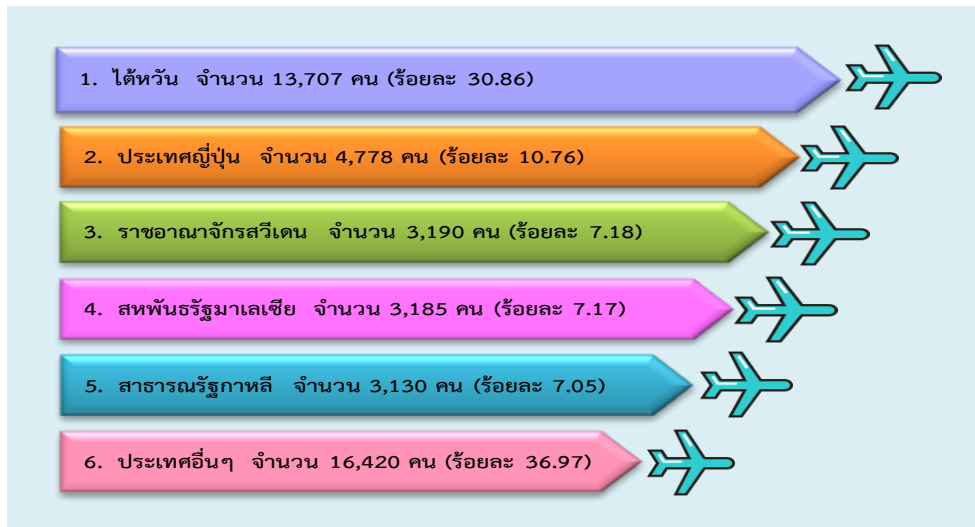 1. ไต้หวัน จำนวน 13,707 คน (ร้อยละ 30.86)
2. ประเทศญี่ปุ่น จำนวน 4,778 คน (ร้อยละ 10.76)
3. ราชอาณาจักรสวีเดน จำนวน 3,190 คน (ร้อยละ 7.18)
4. สหพันธรัฐมาเลเซีย จำนวน 3,185 คน (ร้อยละ 7.17)
5. สาธารณรัฐกาหลี จำนวน 3,130 คน (ร้อยละ 7.05)
6. ประเทศอื่นๆ จำนวน 16,420 คน (ร้อยละ 36.97)